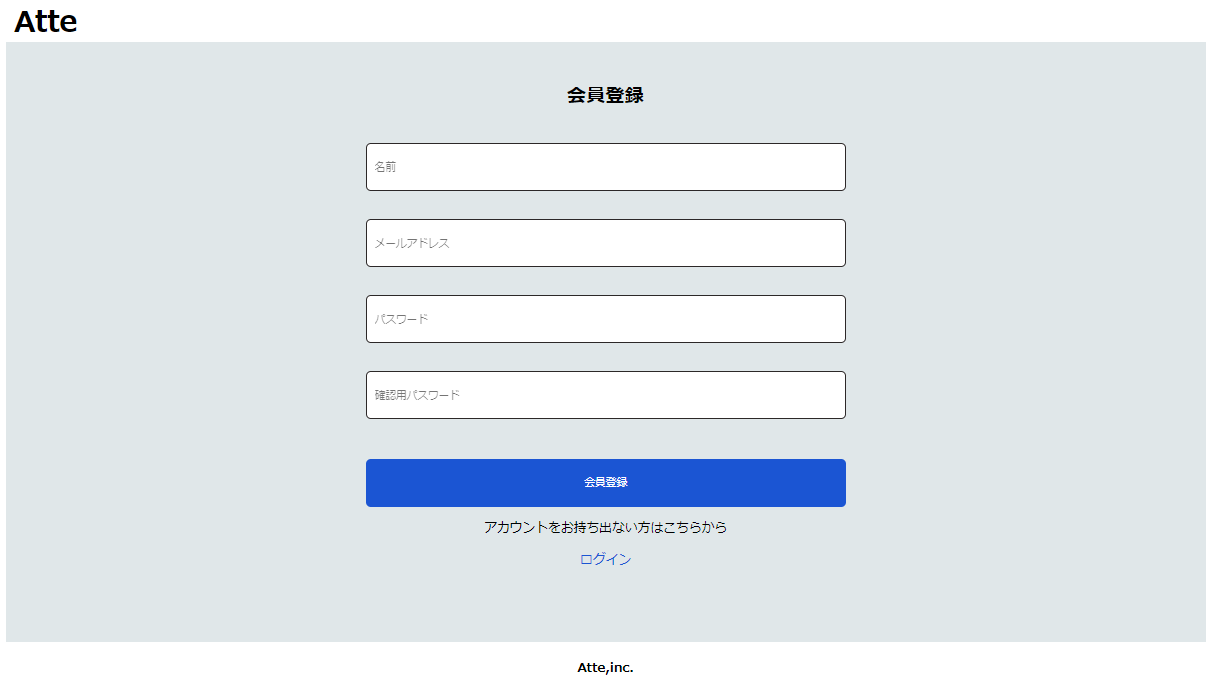 Atte
会員登録
名前
メールアドレス
パスワード
確認用パスワード
会員登録
アカウントをお持ち出ない方はこちらから
ログイン
Atte,inc.